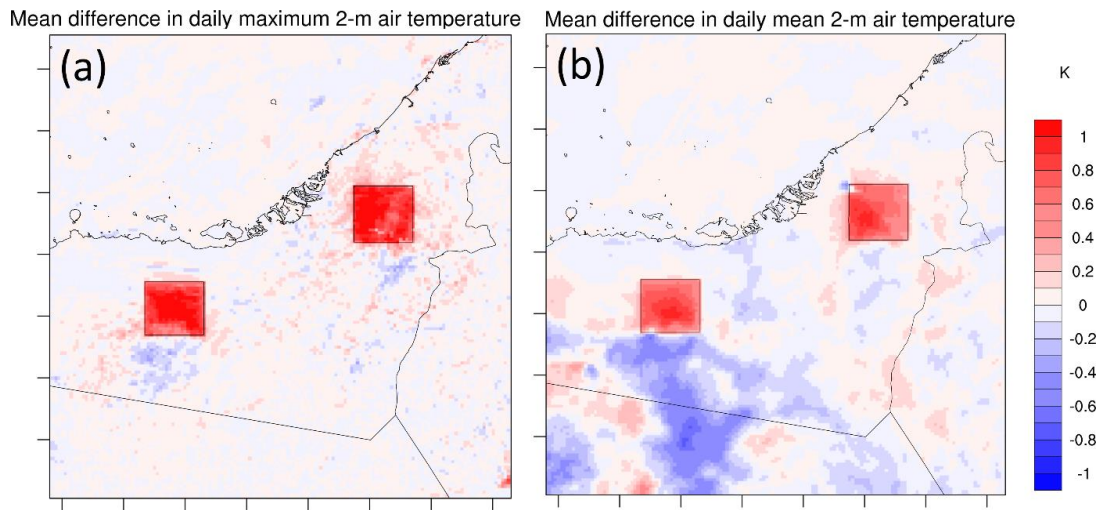 Mean difference in daily maximum 2-m air temperature
Mean difference in daily mean 2-m air temperature
(a)
(b)
K
1
0.8
0.6
0.4
0.2
0
-0.2
-0.4
-0.6
-0.8
-1